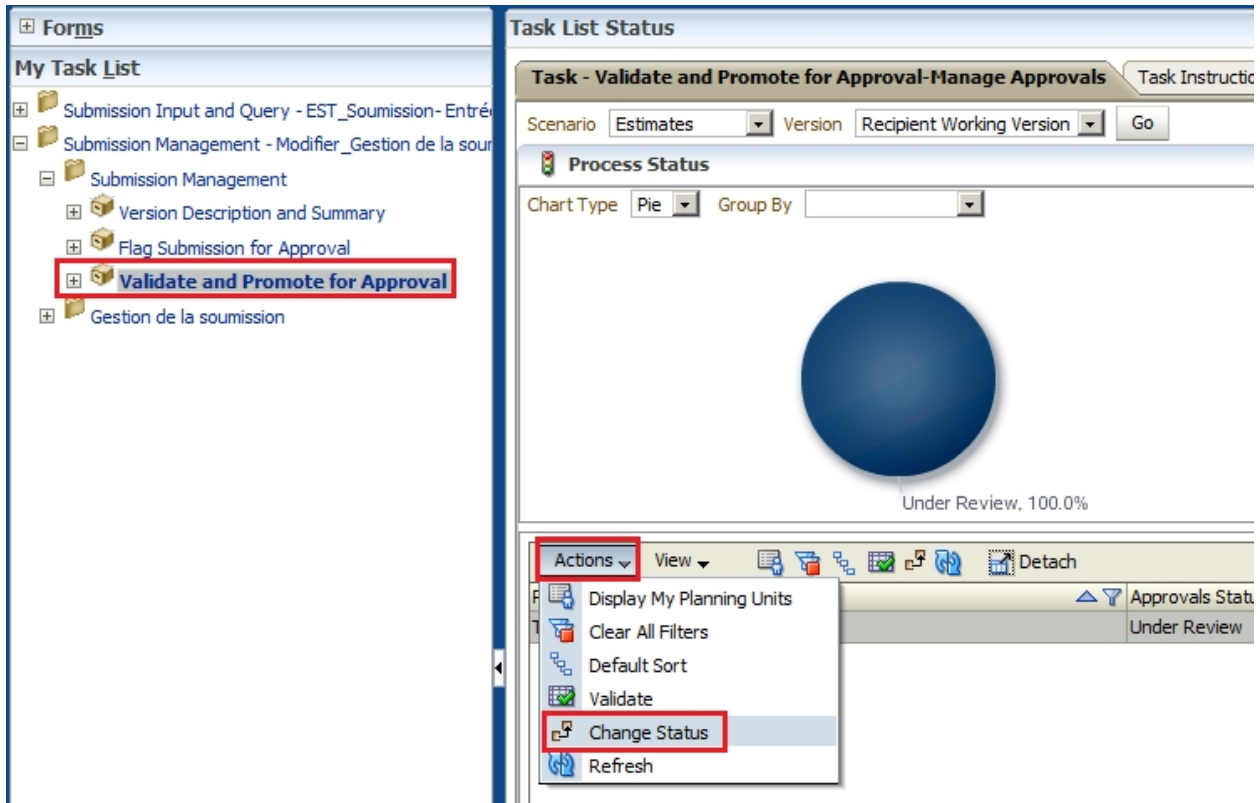 Forms
My Task List
Submission Input and Query - EST_Soumission- Entré
Submission Management - Modifier_Gestion de la sour
Submission Management
Version Description and Summary
Flag Submission for Approval
Validate and Promote for Approval
Gestion de la soumission
Task List Status
Task - Validate and Promote for Approval-Manage Approvals Task Instructio
Scenario Estimates Version Recipient Working Version Go
Process Status
Chart Type Pie Group By
Under Review, 100.0%
Actions View Detach
Approvals Statu
Under Review
Display My Planning Units
Clear All Filters
Default Sort
Validate
Change Status
Refresh